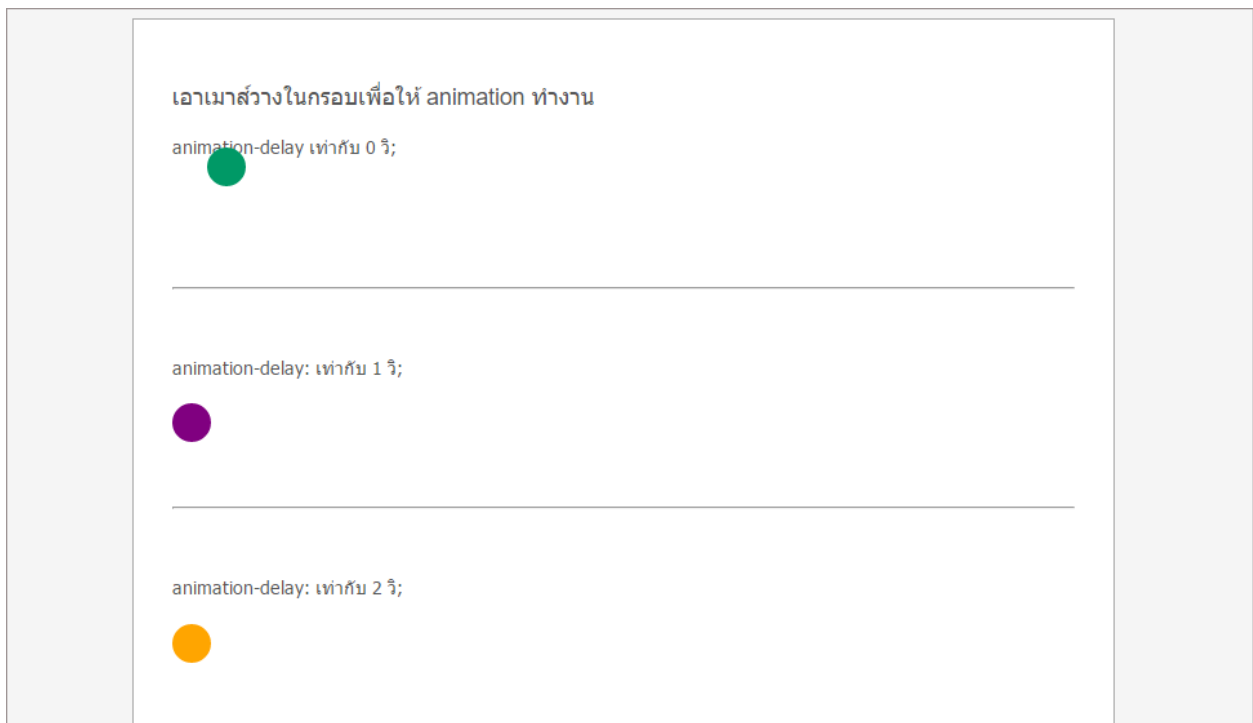 เอาเมาส์วางในกรอบเพื่อให้ animation ทำงาน
animation-delay เท่ากับ 0 วิ;
animation-delay: เท่ากับ 1 วิ;
animation-delay: เท่ากับ 2 วิ;